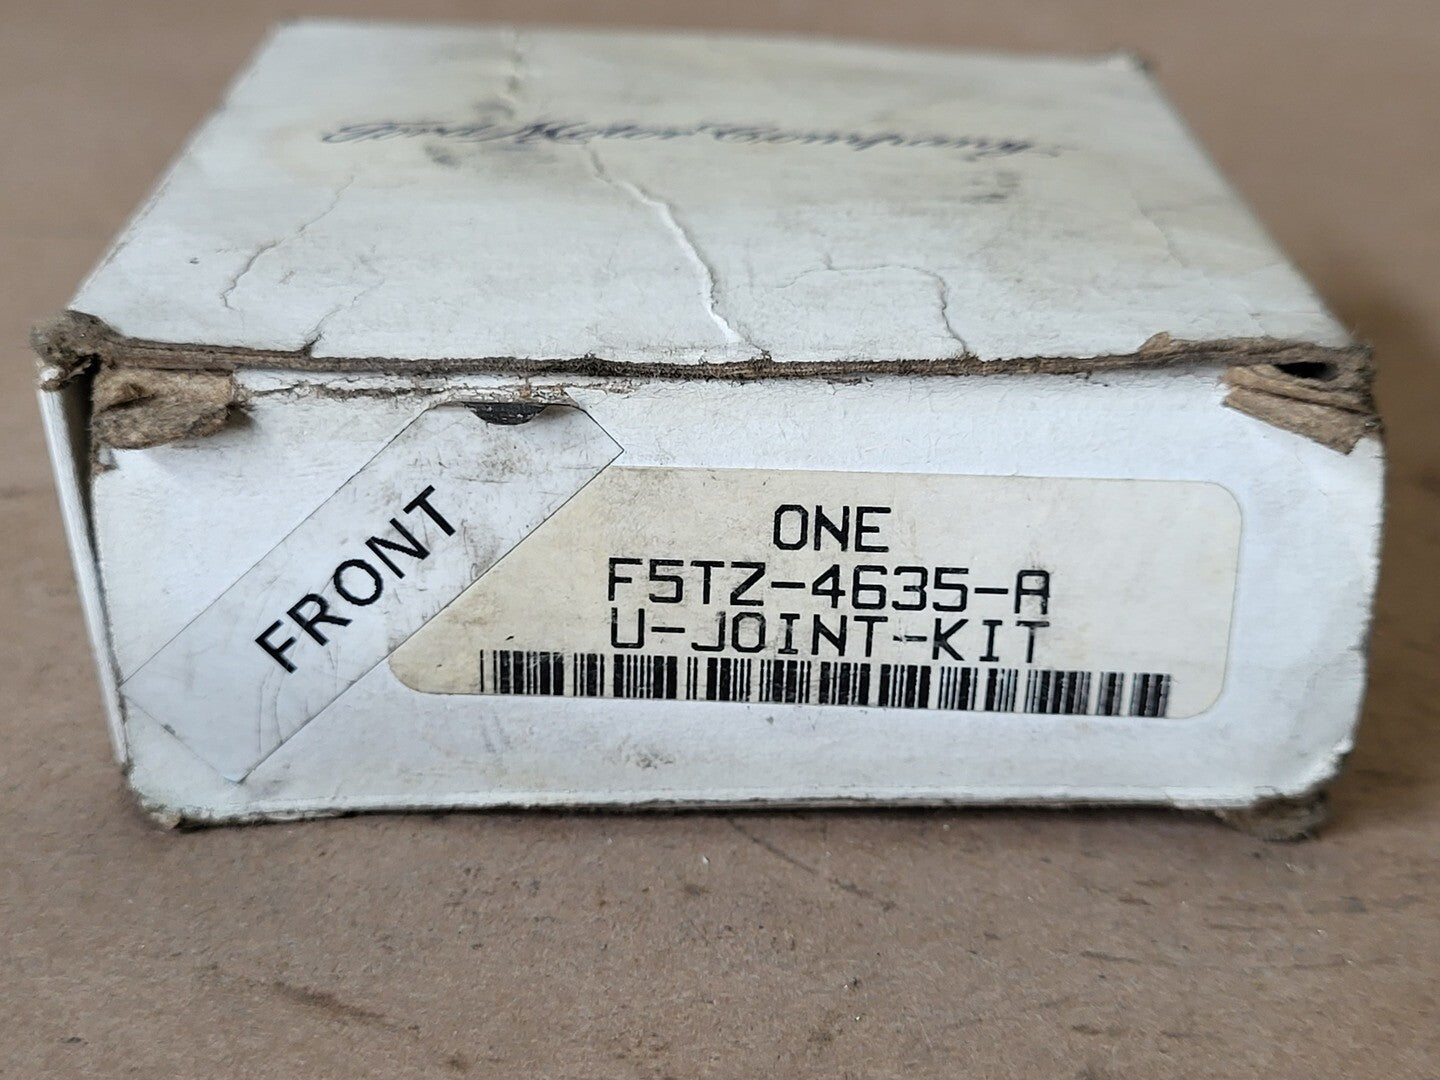 Ford Motor Company
FRONT
ONE
F5TZ-4635-A
U-JOINT-KIT